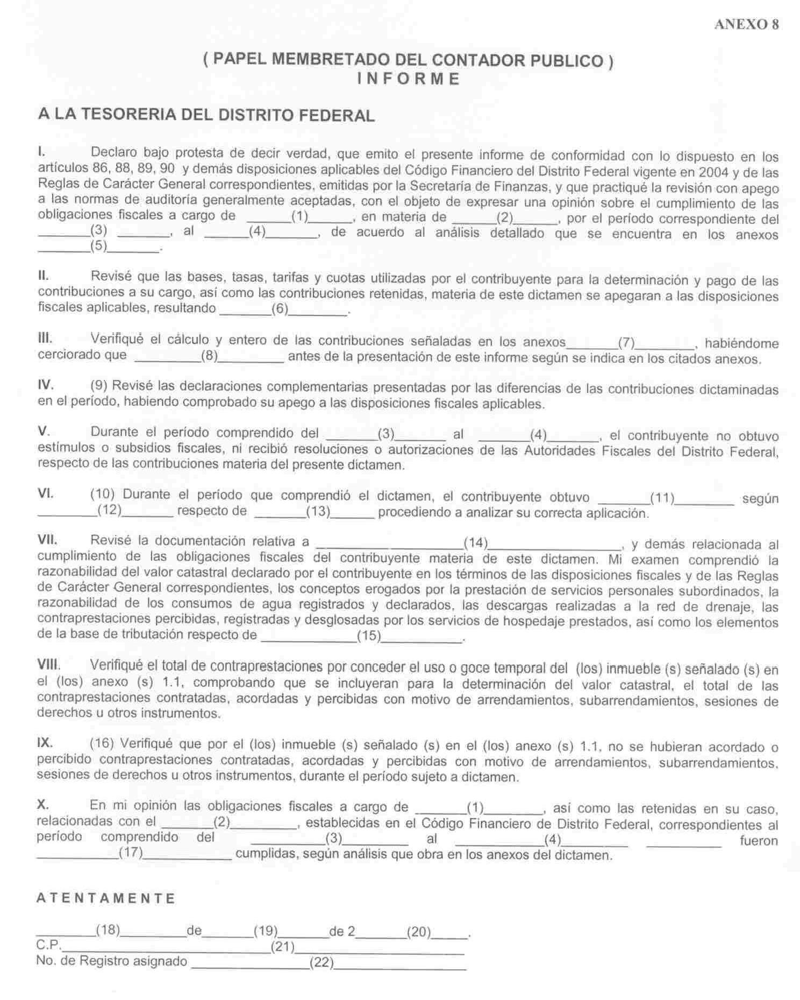 ANEXO 8
( PAPEL MEMBRETADO DEL CONTADOR PUBLICO )
I N F O R M E
A LA TESORERIA DEL DISTRITO FEDERAL
I. Declaro bajo protesta de decir verdad, que emito el presente informe de conformidad con lo dispuesto en los
artículos 86, 88, 89, 90 y demás disposiciones aplicables del Código Financiero del Distrito Federal vigente en 2004 y de las
Reglas de Carácter General correspondientes, emitidas por la Secretaría de Finanzas, y que practiqué la revisión con apego
a las normas de auditoría generalmente aceptadas, con el objeto de expresar una opinión sobre el cumplimiento de las
obligaciones fiscales a cargo de ______(1)______, en materia de ______(2)______, por el período correspondiente del
_______(3) _______, al ______(4)_______, de acuerdo al análisis detallado que se encuentra en los anexos
_______(5)_______.
II. Revisé que las bases, tasas, tarifas y cuotas utilizadas por el contribuyente para la determinación y pago de las
contribuciones a su cargo, así como las contribuciones retenidas, materia de este dictamen se apegaran a las disposiciones
fiscales aplicables, resultando _______(6)________.
III. Verifiqué el cálculo y entero de las contribuciones señaladas en los anexos_______(7)________, habiéndome
cerciorado que _________(8)_________ antes de la presentación de este informe según se indica en los citados anexos.
IV. (9) Revisé las declaraciones complementarias presentadas por las diferencias de las contribuciones dictaminadas
en el período, habiendo comprobado su apego a las disposiciones fiscales aplicables.
V. Durante el período comprendido del _______(3)_______ al _______(4)_______, el contribuyente no obtuvo
estímulos o subsidios fiscales, ni recibió resoluciones o autorizaciones de las Autoridades Fiscales del Distrito Federal,
respecto de las contribuciones materia del presente dictamen.
VI. (10) Durante el período que comprendió el dictamen, el contribuyente obtuvo _______(11)________ según
________(12)_______ respecto de _______(13)______ procediendo a analizar su correcta aplicación.
VII. Revisé la documentación relativa a __________ __________(14)__________________, y demás relacionada al
cumplimiento de las obligaciones fiscales del contribuyente materia de este dictamen. Mi examen comprendió la
razonabilidad del valor catastral declarado por el contribuyente en los términos de las disposiciones fiscales y de las Reglas
de Carácter General correspondientes, los conceptos erogados por la prestación de servicios personales subordinados, la
razonabilidad de los consumos de agua registrados y declarados, las descargas realizadas a la red de drenaje, las
contraprestaciones percibidas, registradas y desglosadas por los servicios de hospedaje prestados, así como los elementos
de la base de tributación respecto de _____________(15)___________.
VIII. Verifiqué el total de contraprestaciones por conceder el uso o goce temporal del (los) inmueble (s) señalado (s) en
el (los) anexo (s) 1.1, comprobando que se incluyeran para la determinación del valor catastral, el total de las
contraprestaciones contratadas, acordadas y percibidas con motivo de arrendamientos, subarrendamientos, sesiones de
derechos u otros instrumentos.
IX. (16) Verifiqué que por el (los) inmueble (s) señalado (s) en el (los) anexo (s) 1.1, no se hubieran acordado o
percibido contraprestaciones contratadas, acordadas y percibidas con motivo de arrendamientos, subarrendamientos,
sesiones de derechos u otros instrumentos, durante el período sujeto a dictamen.
X. En mi opinión las obligaciones fiscales a cargo de _______(1)________, así como las retenidas en su caso,
relacionadas con el _______(2)_________, establecidas en el Código Financiero de Distrito Federal, correspondientes al
período comprendido del __________(3)_________ al ____________(4)_________ __________ fueron
___________(17)____________ cumplidas, según análisis que obra en los anexos del dictamen.
A T E N T A M E N T E
________(18)_________de_______(19)_______de 2_______(20)_____.
C.P.____________________________(21)_______________________
No. de Registro asignado ________________(22)__________________